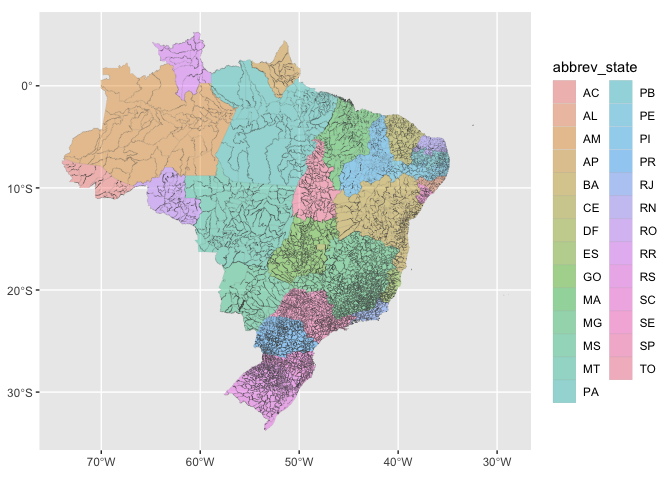 abbrev_state
AC PB
AL PE
AM PI
AP PR
BA RJ
CE RN
DF RO
ES RR
GO RS
MA SC
MG SE
MS SP
MT TO
PA
0°
10°S
20°S
30°S
70°W 60°W 50°W 40°W 30°W